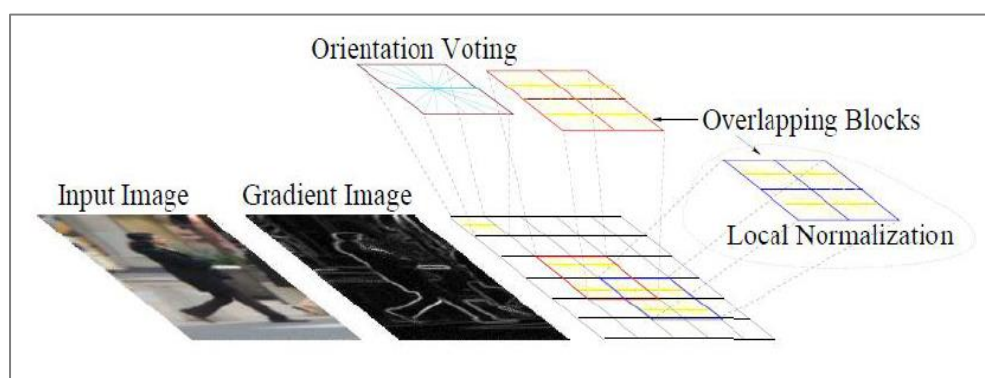 Orientation Voting
Overlapping Blocks
Input Image
Gradient Image
Local Normalization